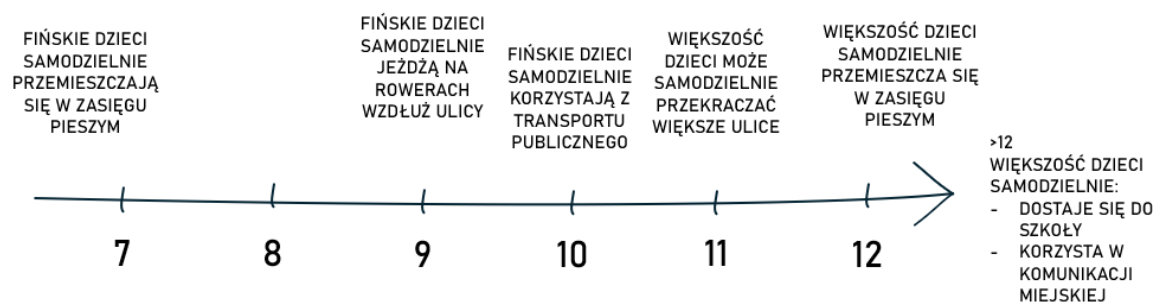 FIŃSKIE DZIECI
SAMODZIELNIE
PRZEMIESZCZAJĄ
SIĘ W ZASIĘGU
PIESZYM
FIŃSKIE DZIECI
SAMODZIELNIE
JEŻDŻĄ NA
ROWERACH
WZDŁUŻ ULICY
FIŃSKIE DZIECI
SAMODZIELNIE
KORZYSTAJĄ Z
TRANSPORTU
PUBLICZNEGO
WIĘKSZOŚĆ
DZIECI MOŻE
SAMODZIELNIE
PRZEKRACZAĆ
WIĘKSZE ULICE
WIĘKSZOŚĆ DZIECI
SAMODZIELNIE
PRZEMIESZCZA SIĘ
W ZASIĘGU
PIESZYM
>12
WIĘKSZOŚĆ DZIECI
SAMODZIELNIE:
- DOSTAJE SIĘ DO
SZKOŁY
- KORZYSTA W
KOMUNIKACJI
MIEJSKIEJ
7 8 9 10 11 12